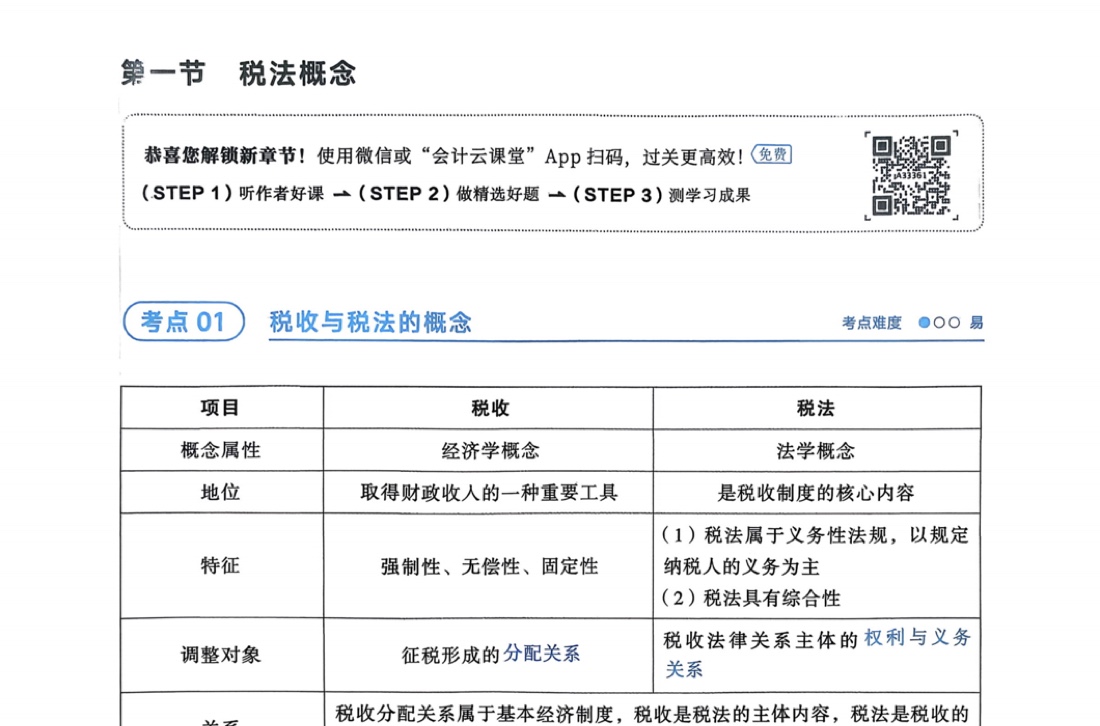 第一节 税法概念
恭喜您解锁新章节！使用微信或“会计云课堂”App 扫码，过关更高效！免费
（STEP 1）听作者好课 ⇀（STEP 2）做精选好题 ⇀（STEP 3）测学习成果
A33361
考点 01 税收与税法的概念 考点难度 ●○○ 易
项目 税收 税法
概念属性 经济学概念 法学概念
地位 取得财政收人的一种重要工具 是税收制度的核心内容
特征 强制性、无偿性、固定性
（1）税法属于义务性法规，以规定
纳税人的义务为主
（2）税法具有综合性
调整对象 征税形成的分配关系
税收法律关系主体的权利与义务
关系
税收分配关系属于基本经济制度，税收是税法的主体内容，税法是税收的